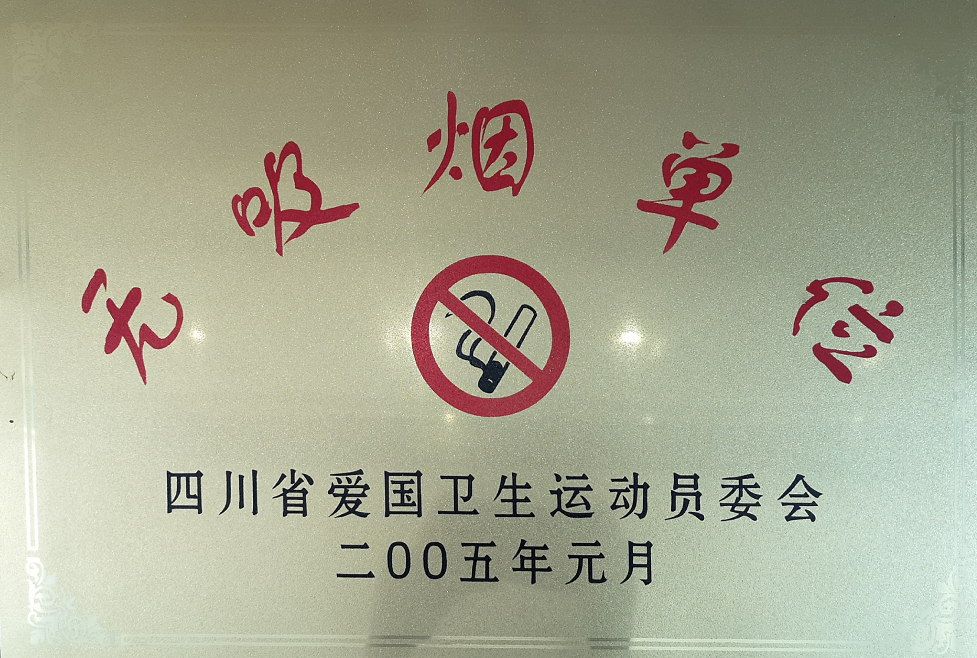 无吸烟单位
四川省爱国卫生运动员委会
二00五年元月